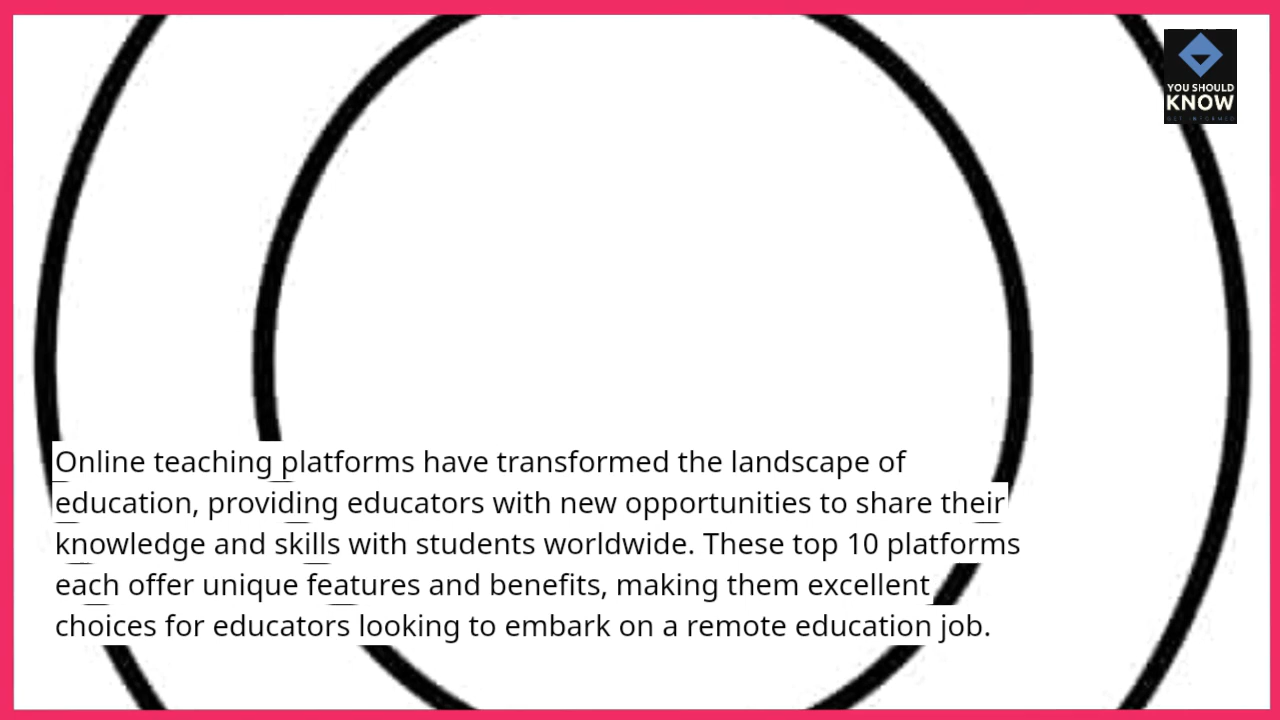 YOU SHOULD
KNOW
GET INFORMED
Online teaching platforms have transformed the landscape of
education, providing educators with new opportunities to share their
knowledge and skills with students worldwide. These top 10 platforms
each offer unique features and benefits, making them excellent
choices for educators looking to embark on a remote education job.